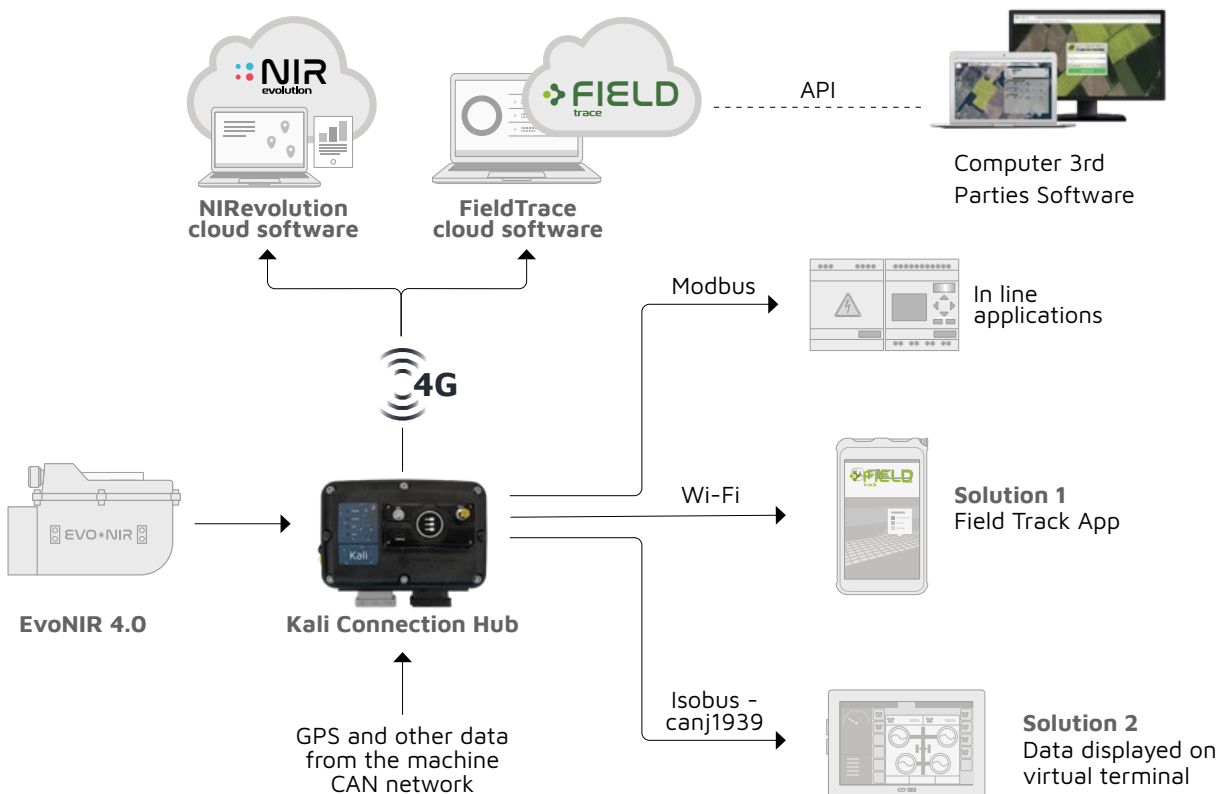 NIR
evolution
FIELD
trace
API
Computer 3rd
Parties Software
NIRevolution
cloud software
FieldTrace
cloud software
Modbus
In line
applications
4G
EVO NIR
Kali
Wi-Fi
FIELD
track
Solution 1
Field Track App
EvoNIR 4.0
Kali Connection Hub
GPS and other data
from the machine
CAN network
Isobus -
canj1939
Solution 2
Data displayed on
virtual terminal